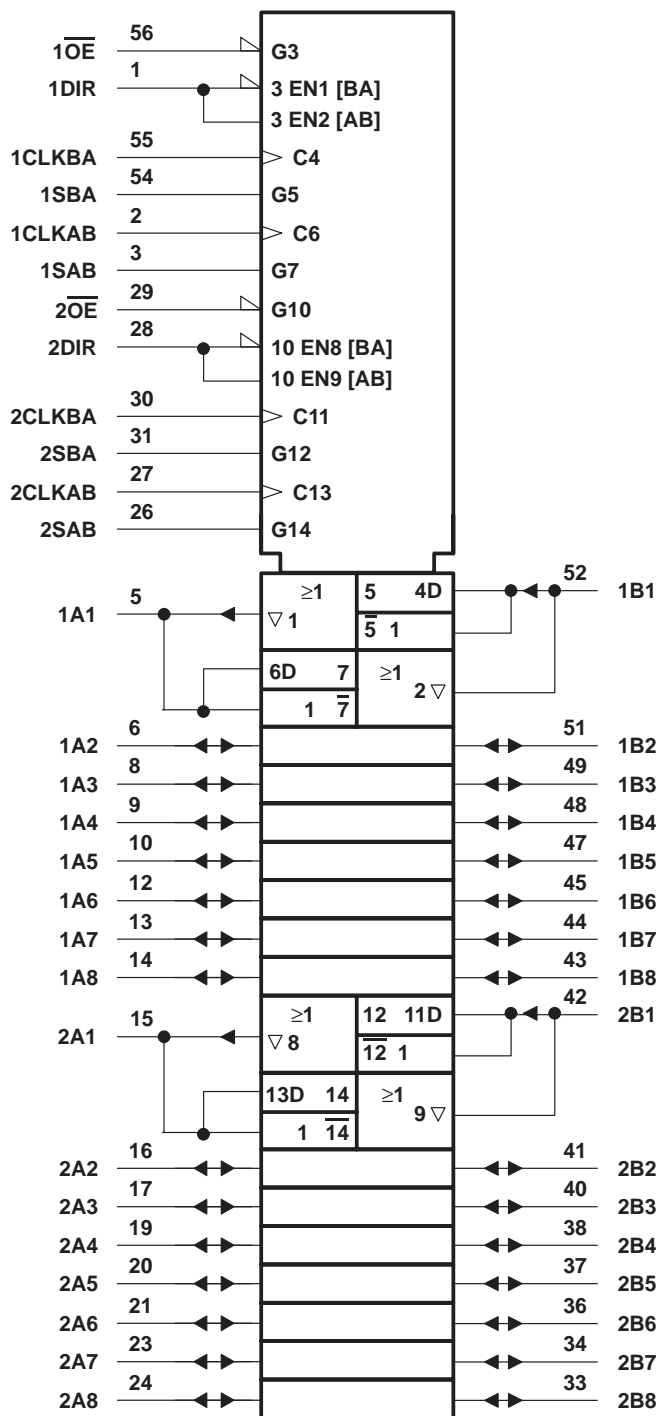 56
1O̅E̅ G3
1
1DIR 3 EN1 [BA]
3 EN2 [AB]
55
1CLKBA C4
54
1SBA G5
2
1CLKAB C6
3
1SAB G7
29
2O̅E̅ G10
28
2DIR 10 EN8 [BA]
10 EN9 [AB]
30
2CLKBA C11
31
2SBA G12
27
2CLKAB C13
26
2SAB G14
5 ≥1 5 4D 52
1A1 ▽ 1 5̅ 1 1B1
6D 7 ≥1
1 7̅ 2 ▽
6 51
1A2 1B2
8 49
1A3 1B3
9 48
1A4 1B4
10 47
1A5 1B5
12 45
1A6 1B6
13 44
1A7 1B7
14 43
1A8 1B8
15 ≥1 12 11D 42
2A1 ▽ 8 1̅2̅ 1 2B1
13D 14 ≥1
1 1̅4̅ 9 ▽
16 41
2A2 2B2
17 40
2A3 2B3
19 38
2A4 2B4
20 37
2A5 2B5
21 36
2A6 2B6
23 34
2A7 2B7
24 33
2A8 2B8